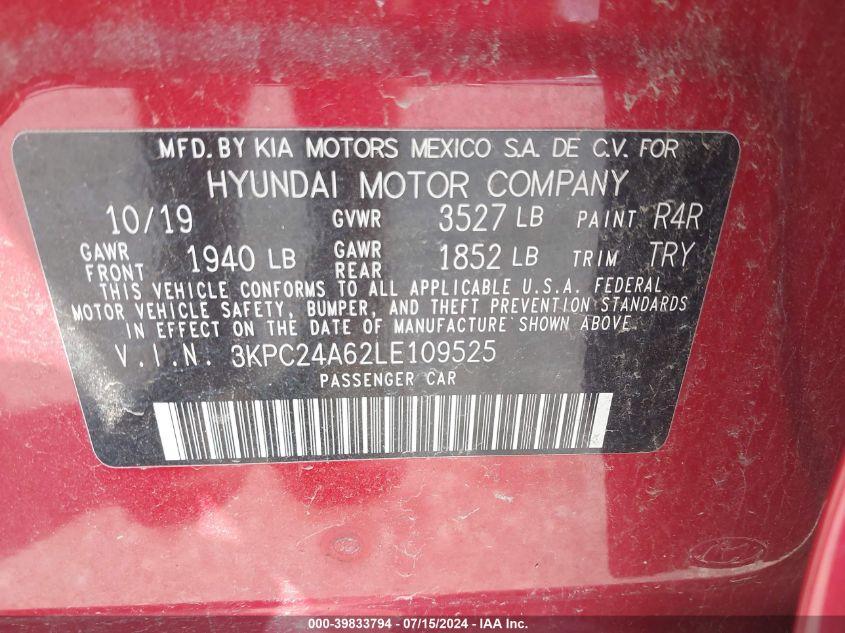 MFD. BY KIA MOTORS MEXICO S.A. DE C.V. FOR
HYUNDAI MOTOR COMPANY
10/19 GVWR 3527 LB PAINT R4R
GAWR FRONT 1940 LB GAWR REAR 1852 LB TRIM TRY
THIS VEHICLE CONFORMS TO ALL APPLICABLE U.S.A. FEDERAL
MOTOR VEHICLE SAFETY, BUMPER, AND THEFT PREVENTION STANDARDS
IN EFFECT ON THE DATE OF MANUFACTURE SHOWN ABOVE.
V.I.N. 3KPC24A62LE109525
PASSENGER CAR
000-39833794 - 07/15/2024 - IAA Inc.